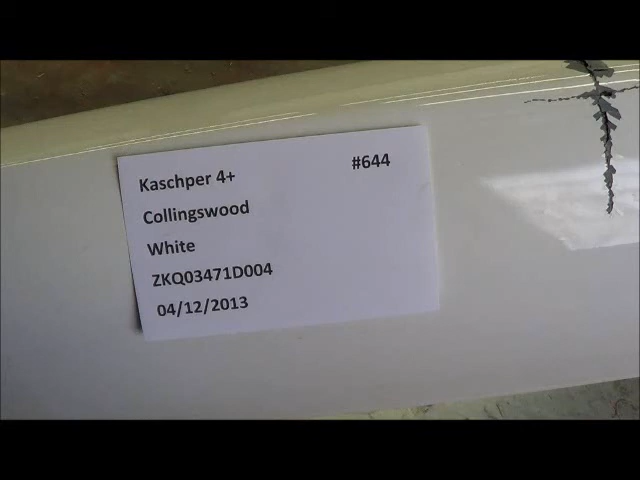 Kaschper 4+ #644
Collingswood
White
ZKQ03471D004
04/12/2013